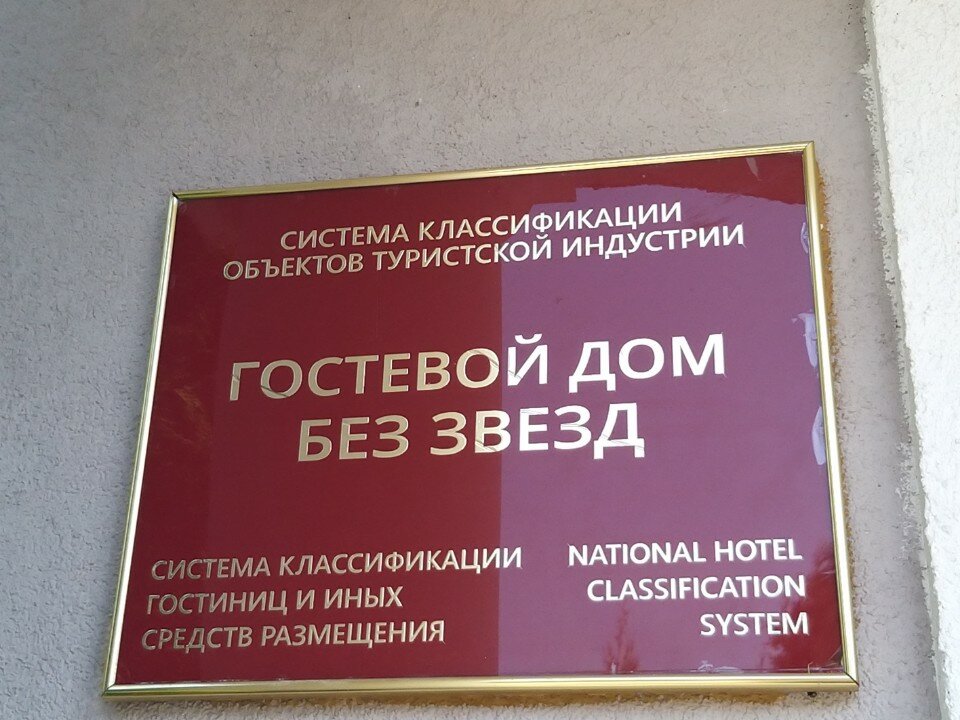 СИСТЕМА КЛАССИФИКАЦИИ
ОБЪЕКТОВ ТУРИСТСКОЙ ИНДУСТРИИ
ГОСТЕВОЙ ДОМ
БЕЗ ЗВЕЗД
СИСТЕМА КЛАССИФИКАЦИИ
ГОСТИНИЦ И ИНЫХ
СРЕДСТВ РАЗМЕЩЕНИЯ
NATIONAL HOTEL
CLASSIFICATION
SYSTEM